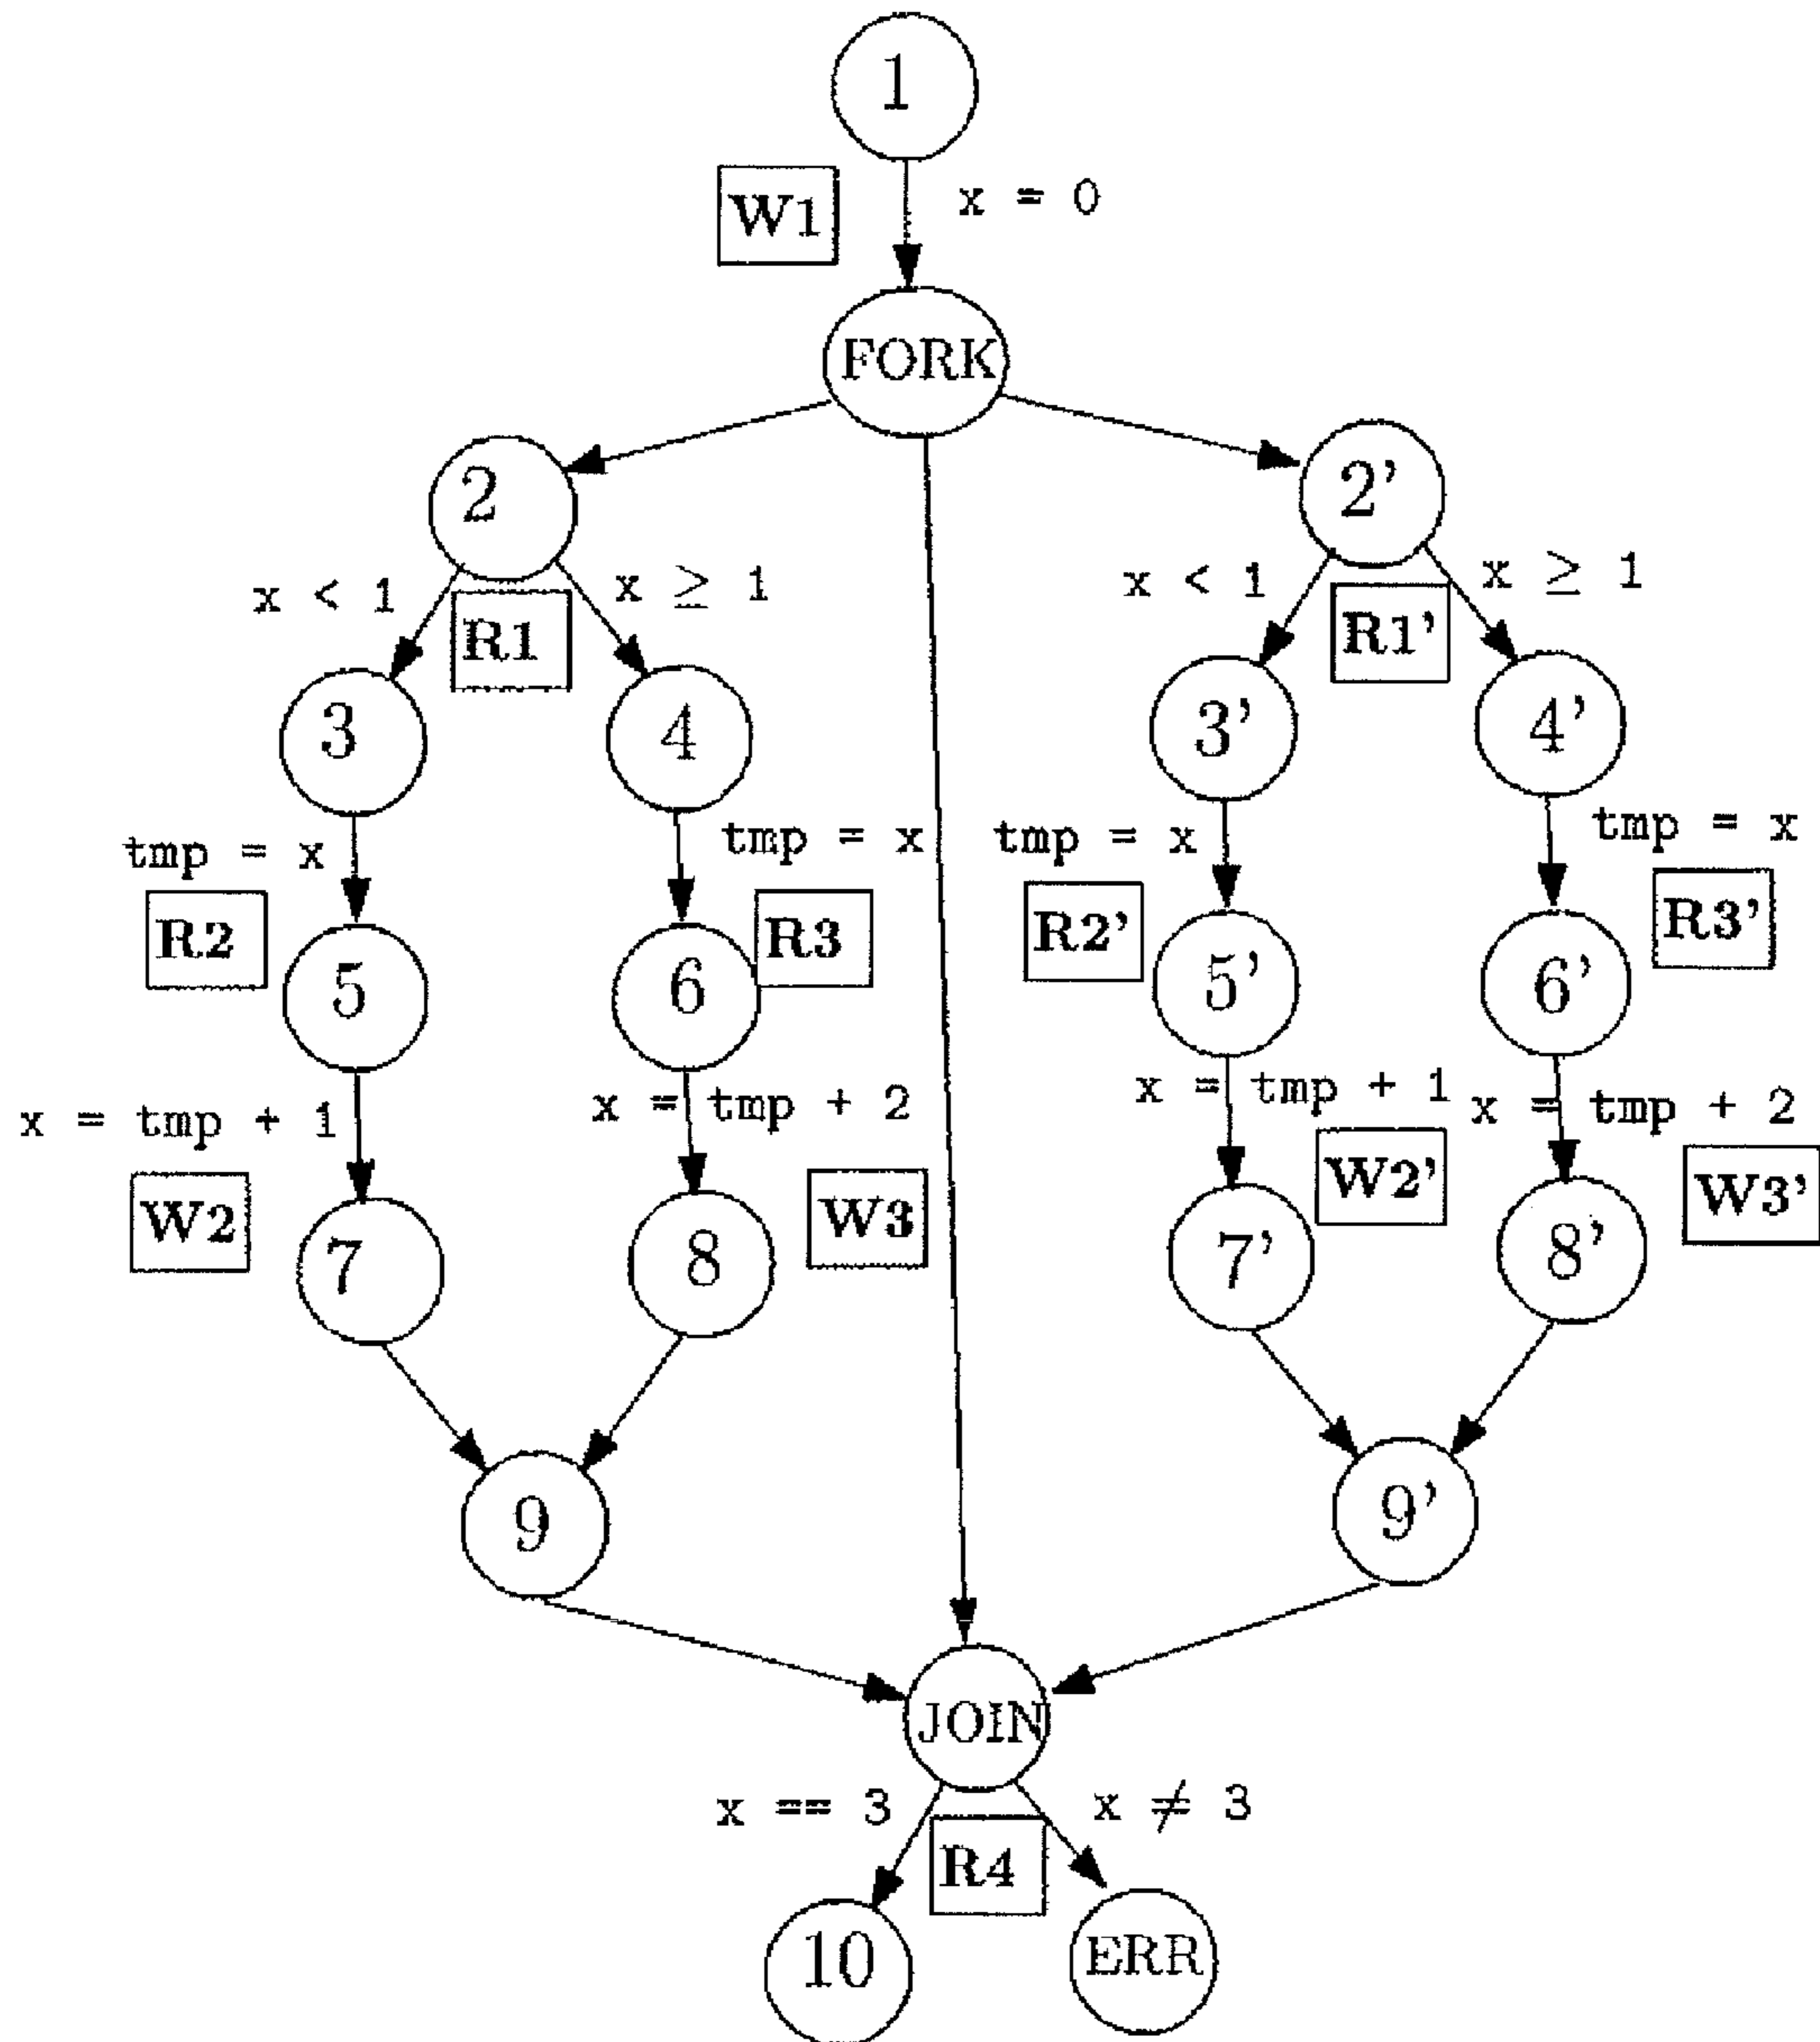 1
W1
x = 0
FORK
2
2'
x < 1
R1
x ≥ 1
x < 1
R1'
x ≥ 1
3
4
3'
4'
tmp = x
tmp = x
tmp = x
tmp = x
R2
R3
R2'
R3'
5
6
5'
6'
x = tmp + 1
x = tmp + 2
x = tmp + 1
x = tmp + 2
W2
W3
W2'
W3'
7
8
7'
8'
9
9'
JOIN
x == 3
R4
x ≠ 3
10
ERR